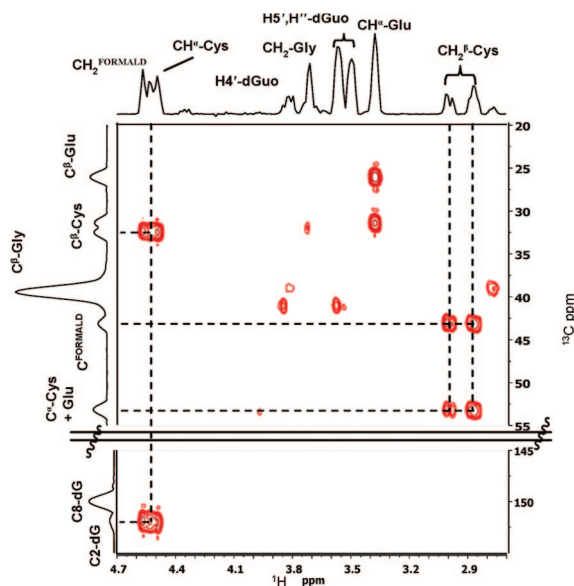 H5′,H′′-dGuo
CHα-Glu
CHα-Cys
CH2-Gly
CH2β-Cys
CH2FORMALD
H4′-dGuo
Cβ-Glu
Cβ-Cys
Cβ-Gly
CFORMALD
Cα-Cys
+ Glu
C8-dG
C2-dG
20
25
30
35
40
45
50
55
145
150
13C ppm
S S
S S
4.7 4.4 4.1 3.8 3.5 3.2 2.9
1H ppm